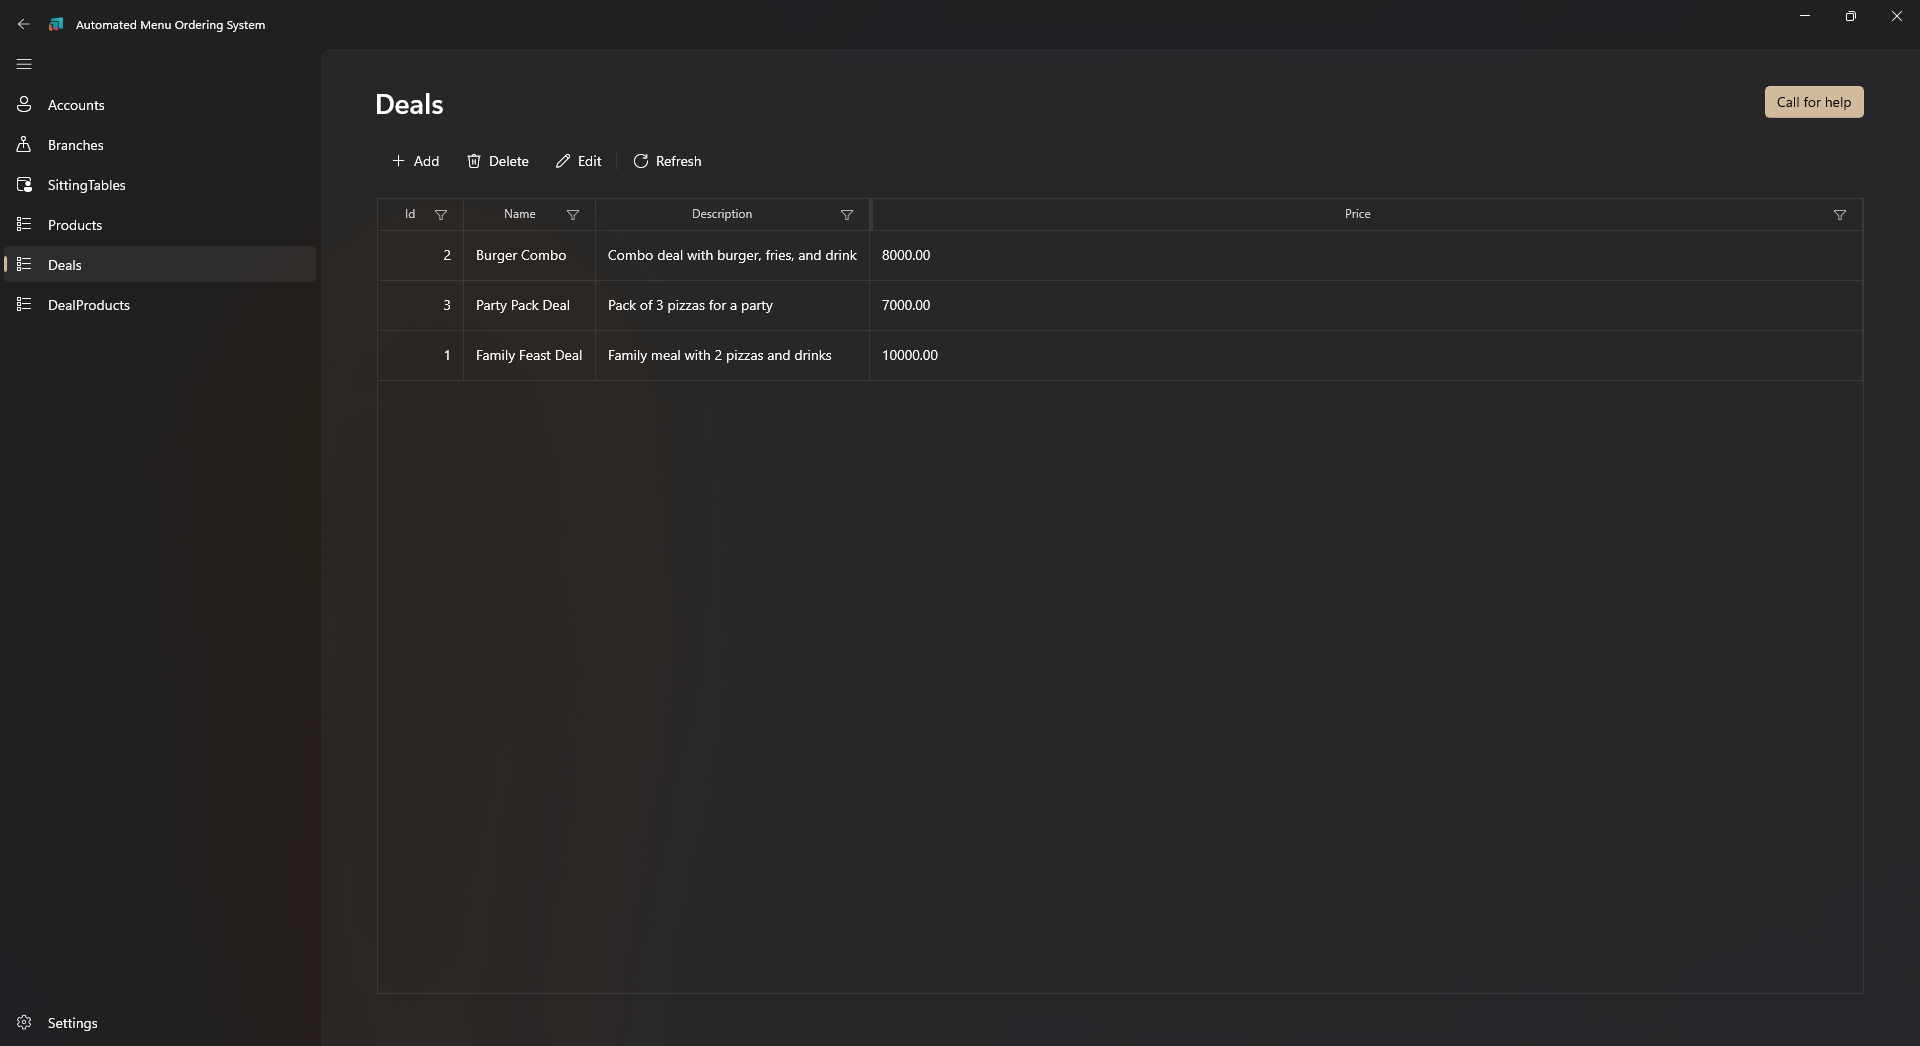 Automated Menu Ordering System
Accounts
Branches
SittingTables
Products
Deals
DealProducts
Settings
Deals
Call for help
Add Delete Edit Refresh
Id Name Description Price
2 Burger Combo Combo deal with burger, fries, and drink 8000.00
3 Party Pack Deal Pack of 3 pizzas for a party 7000.00
1 Family Feast Deal Family meal with 2 pizzas and drinks 10000.00